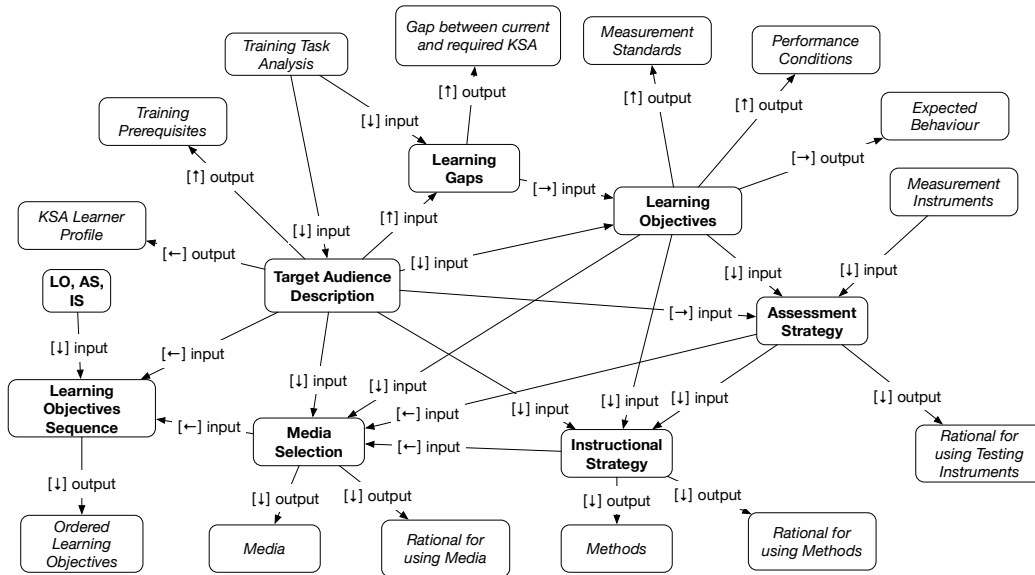 Gap between current
and required KSA
Measurement
Standards
Performance
Conditions
Training Task
Analysis
[↑] output
[↑] output
[↑] output
Training
Prerequisites
[↓] input
Expected
Behaviour
[→] output
Learning
Gaps
[↑] output
[→] input
Learning
Objectives
Measurement
Instruments
KSA Learner
Profile
[↑] input
[↓] input
[←] output
[↓] input
[↓] input
[↓] input
LO, AS,
IS
Target Audience
Description
[→] input
Assessment
Strategy
[↓] input
[←] input
[↓] input
[↓] input
[↓] input
[←] input
[↓] input
[↓] input
[↓] input
[↓] output
Learning
Objectives
Sequence
[←] input
Media
Selection
[←] input
Instructional
Strategy
Rational for
using Testing
Instruments
[↓] output
[↓] output
[↓] output
[↓] output
[↓] output
Ordered
Learning
Objectives
Media
Rational for
using Media
Methods
Rational for
using Methods